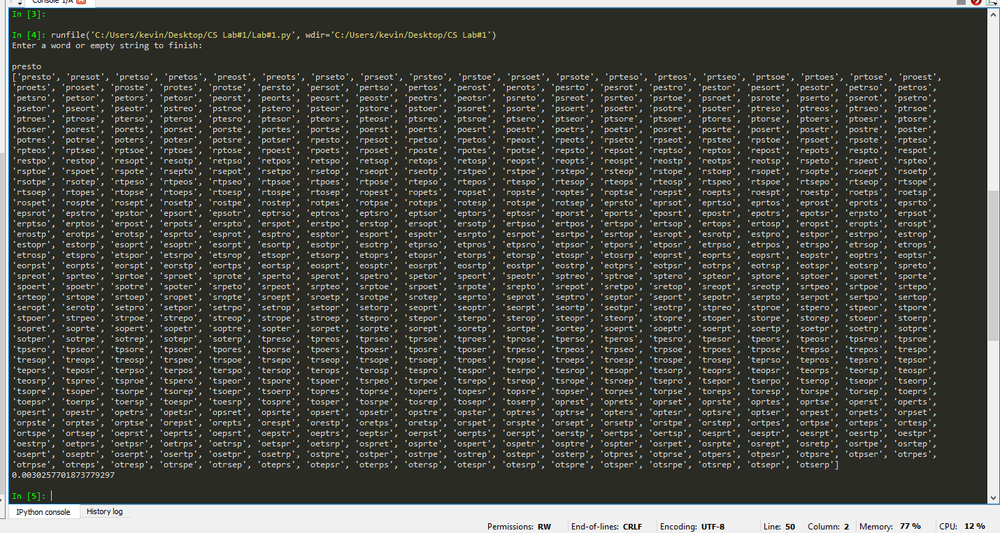 Console 1/A
In [3]:
In [4]: runfile('C:/Users/kevin/Desktop/CS Lab#1/Lab#1.py', wdir='C:/Users/kevin/Desktop/CS Lab#1')
Enter a word or empty string to finish:
presto
['presto', 'presot', 'pretso', 'pretos', 'preost', 'preots', 'prseto', 'prseot', 'prsteo', 'prstoe', 'prsoet', 'prsote', 'prteso', 'prteos', 'prtseo', 'prtsoe', 'prtoes', 'prtose', 'proest',
'proets', 'proset', 'proste', 'protes', 'protse', 'persto', 'persot', 'pertso', 'pertos', 'perost', 'perots', 'pesrto', 'pesrot', 'pestro', 'pestor', 'pesort', 'pesotr', 'petrso', 'petros',
'petsro', 'petsor', 'petors', 'petosr', 'peorst', 'peorts', 'peosrt', 'peostr', 'peotrs', 'peotsr', 'psreto', 'psreot', 'psrteo', 'psrtoe', 'psroet', 'psrote', 'pserto', 'pserot', 'psetro',
'psetor', 'pseort', 'pseotr', 'pstreo', 'pstroe', 'pstero', 'psteor', 'pstore', 'pstoer', 'psoret', 'psorte', 'psoert', 'psoetr', 'psotre', 'psoter', 'ptreso', 'ptreos', 'ptrseo', 'ptrsoe',
'ptroes', 'ptrose', 'pterso', 'pteros', 'ptesro', 'ptesor', 'pteors', 'pteosr', 'ptsreo', 'ptsroe', 'ptsero', 'ptseor', 'ptsore', 'ptsoer', 'ptores', 'ptorse', 'ptoers', 'ptoesr', 'ptosre',
'ptoser', 'porest', 'porets', 'porset', 'porste', 'portes', 'portse', 'poerst', 'poerts', 'poesrt', 'poestr', 'poetrs', 'poetsr', 'posret', 'posrte', 'posert', 'posetr', 'postre', 'poster',
'potres', 'potrse', 'poters', 'potesr', 'potsre', 'potser', 'rpesto', 'rpesot', 'rpetso', 'rpetos', 'rpeost', 'rpeots', 'rpseto', 'rpseot', 'rpsteo', 'rpstoe', 'rpsoet', 'rpsote', 'rpteso',
'rpteos', 'rptseo', 'rptsoe', 'rptoes', 'rptose', 'rpoest', 'rpoets', 'rposet', 'rposte', 'rpotes', 'rpotse', 'repsto', 'repsot', 'reptso', 'reptos', 'repost', 'repots', 'respto', 'respot',
'restpo', 'restop', 'resopt', 'resotp', 'retpso', 'retpos', 'retspo', 'retsop', 'retops', 'retosp', 'reopst', 'reopts', 'reospt', 'reostp', 'reotps', 'reotsp', 'rspeto', 'rspeot', 'rspteo',
'rsptoe', 'rspoet', 'rspote', 'rsepto', 'rsepot', 'rsetpo', 'rsetop', 'rseopt', 'rseotp', 'rstpeo', 'rstpoe', 'rstepo', 'rsteop', 'rstope', 'rstoep', 'rsopet', 'rsopte', 'rsoept', 'rsoetp',
'rsotpe', 'rsotep', 'rtpeso', 'rtpeos', 'rtpseo', 'rtpsoe', 'rtpoes', 'rtpose', 'rtepso', 'rtepos', 'rtespo', 'rtesop', 'rteops', 'rteosp', 'rtspeo', 'rtspoe', 'rtsepo', 'rtseop', 'rtsope',
'rtsoep', 'rtopes', 'rtopse', 'rtoeps', 'rtoesp', 'rtospe', 'rtosep', 'ropest', 'ropets', 'ropset', 'ropste', 'roptes', 'roptse', 'roepst', 'roepts', 'roespt', 'roestp', 'roetps', 'roetsp',
'rospet', 'rospte', 'rosept', 'rosetp', 'rostpe', 'rostep', 'rotpes', 'rotpse', 'roteps', 'rotesp', 'rotspe', 'rotsep', 'eprsto', 'eprsot', 'eprtso', 'eprtos', 'eprost', 'eprots', 'epsrto',
'epsrot', 'epstro', 'epstor', 'epsort', 'epsotr', 'eptrso', 'eptros', 'eptsro', 'eptsor', 'eptors', 'eptosr', 'eporst', 'eports', 'eposrt', 'epostr', 'epotrs', 'epotsr', 'erpsto', 'erpsot',
'erptso', 'erptos', 'erpost', 'erpots', 'erspto', 'erspot', 'erstpo', 'erstop', 'ersopt', 'ersotp', 'ertpso', 'ertpos', 'ertspo', 'ertsop', 'ertops', 'ertosp', 'eropst', 'eropts', 'erospt',
'erostp', 'erotps', 'erotsp', 'esprto', 'esprot', 'esptro', 'esptor', 'esport', 'espotr', 'esrpto', 'esrpot', 'esrtpo', 'esrtop', 'esropt', 'esrotp', 'estpro', 'estpor', 'estrpo', 'estrop',
'estopr', 'estorp', 'esoprt', 'esoptr', 'esorpt', 'esortp', 'esotpr', 'esotrp', 'etprso', 'etpros', 'etpsro', 'etpsor', 'etpors', 'etposr', 'etrpso', 'etrpos', 'etrspo', 'etrsop', 'etrops',
'etrosp', 'etspro', 'etspor', 'etsrpo', 'etsrop', 'etsopr', 'etsorp', 'etoprs', 'etopsr', 'etorps', 'etorsp', 'etospr', 'etosrp', 'eoprst', 'eoprts', 'eopsrt', 'eopstr', 'eoptrs', 'eoptsr',
'eorpst', 'eorpts', 'eorspt', 'eorstp', 'eortps', 'eortsp', 'eosprt', 'eosptr', 'eosrpt', 'eosrtp', 'eostpr', 'eostrp', 'eotprs', 'eotpsr', 'eotrps', 'eotrsp', 'eotspr', 'eotsrp', 'spreto',
'spreot', 'sprteo', 'sprtoe', 'sproet', 'sprote', 'sperto', 'sperot', 'spetro', 'spetor', 'speort', 'speotr', 'sptreo', 'sptroe', 'sptero', 'spteor', 'sptore', 'sptoer', 'sporet', 'sporte',
'spoert', 'spoetr', 'spotre', 'spoter', 'srpeto', 'srpeot', 'srpteo', 'srptoe', 'srpoet', 'srpote', 'srepto', 'srepot', 'sretpo', 'sretop', 'sreopt', 'sreotp', 'srtpeo', 'srtpoe', 'srtepo',
'srteop', 'srtope', 'srtoep', 'sropet', 'sropte', 'sroept', 'sroetp', 'srotpe', 'srotep', 'seprto', 'seprot', 'septro', 'septor', 'seport', 'sepotr', 'serpto', 'serpot', 'sertpo', 'sertop',
'seropt', 'serotp', 'setpro', 'setpor', 'setrpo', 'setrop', 'setopr', 'setorp', 'seoprt', 'seoptr', 'seorpt', 'seortp', 'seotpr', 'seotrp', 'stpreo', 'stproe', 'stpero', 'stpeor', 'stpore',
'stpoer', 'strpeo', 'strpoe', 'strepo', 'streop', 'strope', 'stroep', 'stepro', 'stepor', 'sterpo', 'sterop', 'steopr', 'steorp', 'stopre', 'stoper', 'storpe', 'storep', 'stoepr', 'stoerp',
'sopret', 'soprte', 'sopert', 'sopetr', 'soptre', 'sopter', 'sorpet', 'sorpte', 'sorept', 'soretp', 'sortpe', 'sortep', 'soeprt', 'soeptr', 'soerpt', 'soertp', 'soetpr', 'soetrp', 'sotpre',
'sotper', 'sotrpe', 'sotrep', 'sotepr', 'soterp', 'tpreso', 'tpreos', 'tprseo', 'tprsoe', 'tproes', 'tprose', 'tperso', 'tperos', 'tpesro', 'tpesor', 'tpeors', 'tpeosr', 'tpsreo', 'tpsroe',
'tpsero', 'tpseor', 'tpsore', 'tpsoer', 'tpores', 'tporse', 'tpoers', 'tpoesr', 'tposre', 'tposer', 'trpeso', 'trpeos', 'trpseo', 'trpsoe', 'trpoes', 'trpose', 'trepso', 'trepos', 'trespo',
'tresop', 'treops', 'treosp', 'trspeo', 'trspoe', 'trsepo', 'trseop', 'trsope', 'trsoep', 'tropes', 'tropse', 'troeps', 'troesp', 'trospe', 'trosep', 'teprso', 'tepros', 'tepsro', 'tepsor',
'tepors', 'teposr', 'terpso', 'terpos', 'terspo', 'tersop', 'terops', 'terosp', 'tespro', 'tespor', 'tesrpo', 'tesrop', 'tesopr', 'tesorp', 'teoprs', 'teopsr', 'teorps', 'teorsp', 'teospr',
'teosrp', 'tspreo', 'tsproe', 'tspero', 'tspeor', 'tspore', 'tspoer', 'tsrpeo', 'tsrpoe', 'tsrepo', 'tsreop', 'tsrope', 'tsroep', 'tsepro', 'tsepor', 'tserpo', 'tserop', 'tseopr', 'tseorp',
'tsopre', 'tsoper', 'tsorpe', 'tsorep', 'tsoepr', 'tsoerp', 'topres', 'toprse', 'topers', 'topesr', 'topsre', 'topser', 'torpes', 'torpse', 'toreps', 'toresp', 'torspe', 'torsep', 'toeprs',
'toepsr', 'toerps', 'toersp', 'toespr', 'toesrp', 'tospre', 'tosper', 'tosrpe', 'tosrep', 'tosepr', 'toserp', 'oprest', 'oprets', 'oprset', 'oprste', 'oprtes', 'oprtse', 'operst', 'operts',
'opesrt', 'opestr', 'opetrs', 'opetsr', 'opsret', 'opsrte', 'opsert', 'opsetr', 'opstre', 'opster', 'optres', 'optrse', 'opters', 'optesr', 'optsre', 'optser', 'orpest', 'orpets', 'orpset',
'orpste', 'orptes', 'orptse', 'orepst', 'orepts', 'orespt', 'orestp', 'oretps', 'oretsp', 'orspet', 'orspte', 'orsept', 'orsetp', 'orstpe', 'orstep', 'ortpes', 'ortpse', 'orteps', 'ortesp',
'ortspe', 'ortsep', 'oeprst', 'oeprts', 'oepsrt', 'oepstr', 'oeptrs', 'oeptsr', 'oerpst', 'oerpts', 'oerspt', 'oerstp', 'oertps', 'oertsp', 'oesprt', 'oesptr', 'oesrpt', 'oesrtp', 'oestpr',
'oestrp', 'oetprs', 'oetpsr', 'oetrps', 'oetrsp', 'oetspr', 'oetsrp', 'ospret', 'osprte', 'ospert', 'ospetr', 'osptre', 'ospter', 'osrpet', 'osrpte', 'osrept', 'osretp', 'osrtpe', 'osrtep',
'oseprt', 'oseptr', 'oserpt', 'osertp', 'osetpr', 'osetrp', 'ostpre', 'ostper', 'ostrpe', 'ostrep', 'ostepr', 'osterp', 'otpres', 'otprse', 'otpers', 'otpesr', 'otpsre', 'otpser', 'otrpes',
'otrpse', 'otreps', 'otresp', 'otrspe', 'otrsep', 'oteprs', 'otepsr', 'oterps', 'otersp', 'otespr', 'otesrp', 'otspre', 'otsper', 'otsrpe', 'otsrep', 'otsepr', 'otserp']
0.0030257701873779297
In [5]:
IPython console History log
Permissions: RW End-of-lines: CRLF Encoding: UTF-8 Line: 50 Column: 2 Memory: 77 % CPU: 12 %